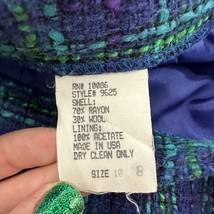 RN# 10086
STYLE# 9625
SHELL:
70% RAYON
30% WOOL
LINING:
100% ACETATE
MADE IN USA
DRY CLEAN ONLY
SIZE 10 8